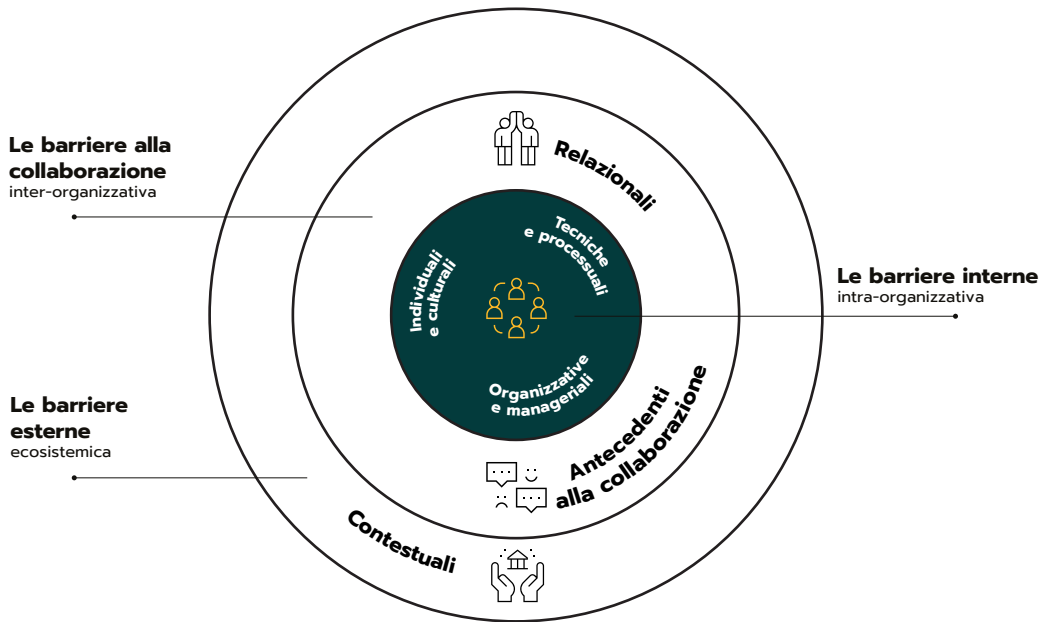 Le barriere alla
collaborazione
inter-organizzativa
Relazionali
Tecniche
e processuali
Individuali
e culturali
Le barriere interne
intra-organizzativa
Organizzative
e manageriali
Le barriere
esterne
ecosistemica
Antecedenti
alla collaborazione
Contestuali